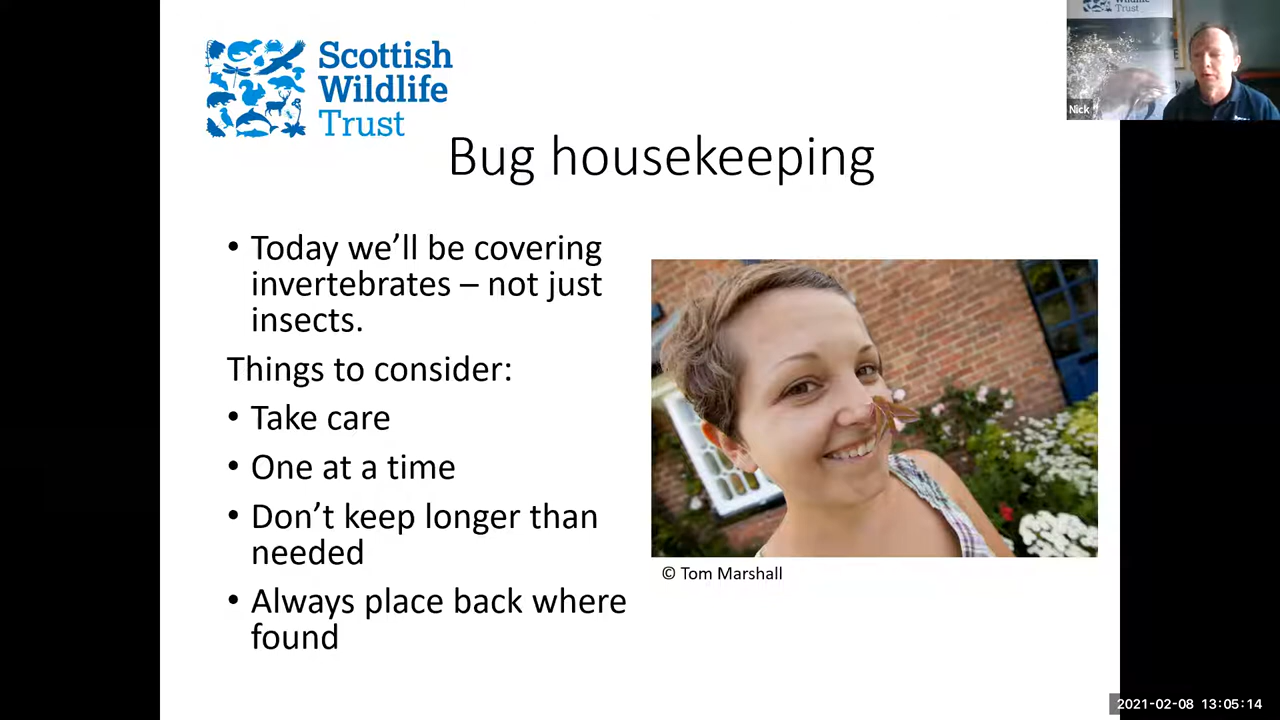 Scottish
Wildlife
Trust
Wildlife
Trust
Nick
Bug housekeeping
• Today we’ll be covering
invertebrates – not just
insects.
Things to consider:
• Take care
• One at a time
• Don’t keep longer than
needed
• Always place back where
found
© Tom Marshall
2021-02-08 13:05:14